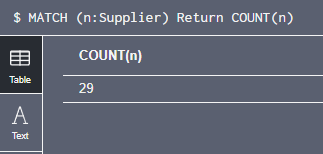 $ MATCH (n:Supplier) Return COUNT(n)
COUNT(n)
Table
29
A
Text